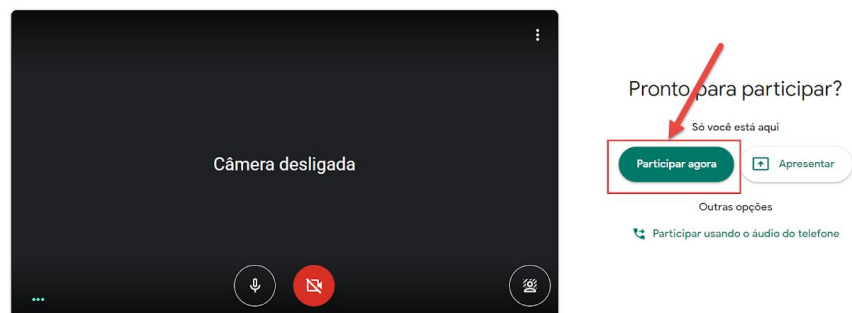 Câmera desligada
Pronto para participar?
Só você está aqui
Participar agora
Apresentar
Outras opções
Participar usando o áudio do telefone